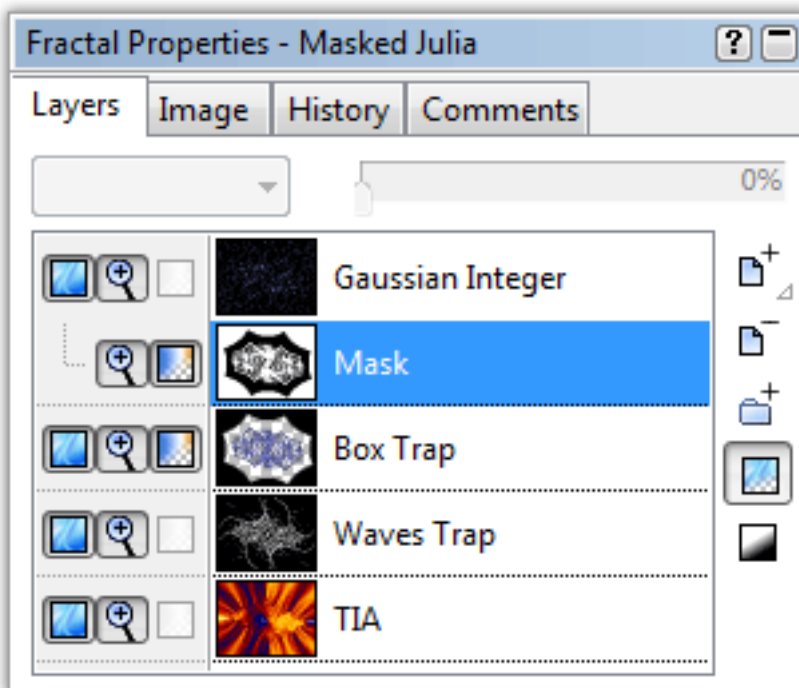 Fractal Properties - Masked Julia
?
Layers Image History Comments
0%
Gaussian Integer
Mask
Box Trap
Waves Trap
TIA